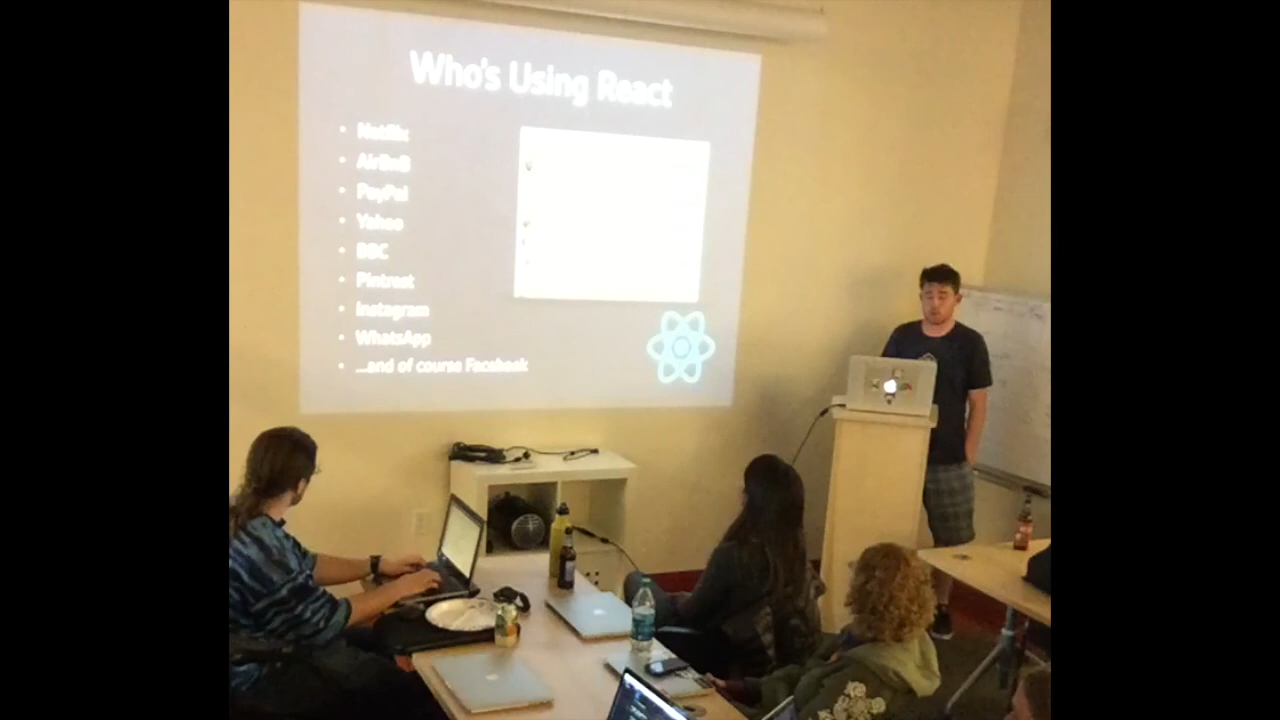 Who's Using React
• Netflix
• AirBnB
• PayPal
• Yahoo
• BBC
• Pintrest
• Instagram
• WhatsApp
• ...and of course Facebook